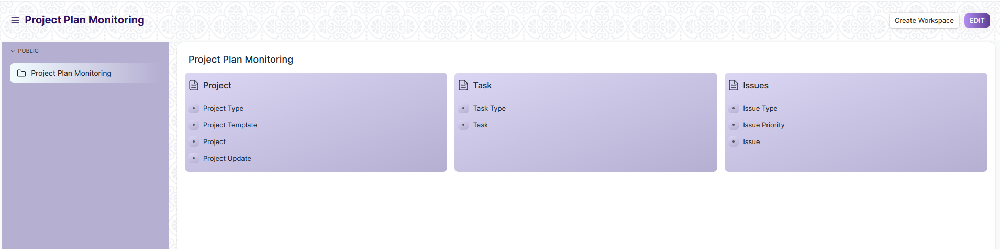 Project Plan Monitoring
Create Workspace
EDIT
PUBLIC
Project Plan Monitoring
Project Plan Monitoring
Project
Project Type
Project Template
Project
Project Update
Task
Task Type
Task
Issues
Issue Type
Issue Priority
Issue